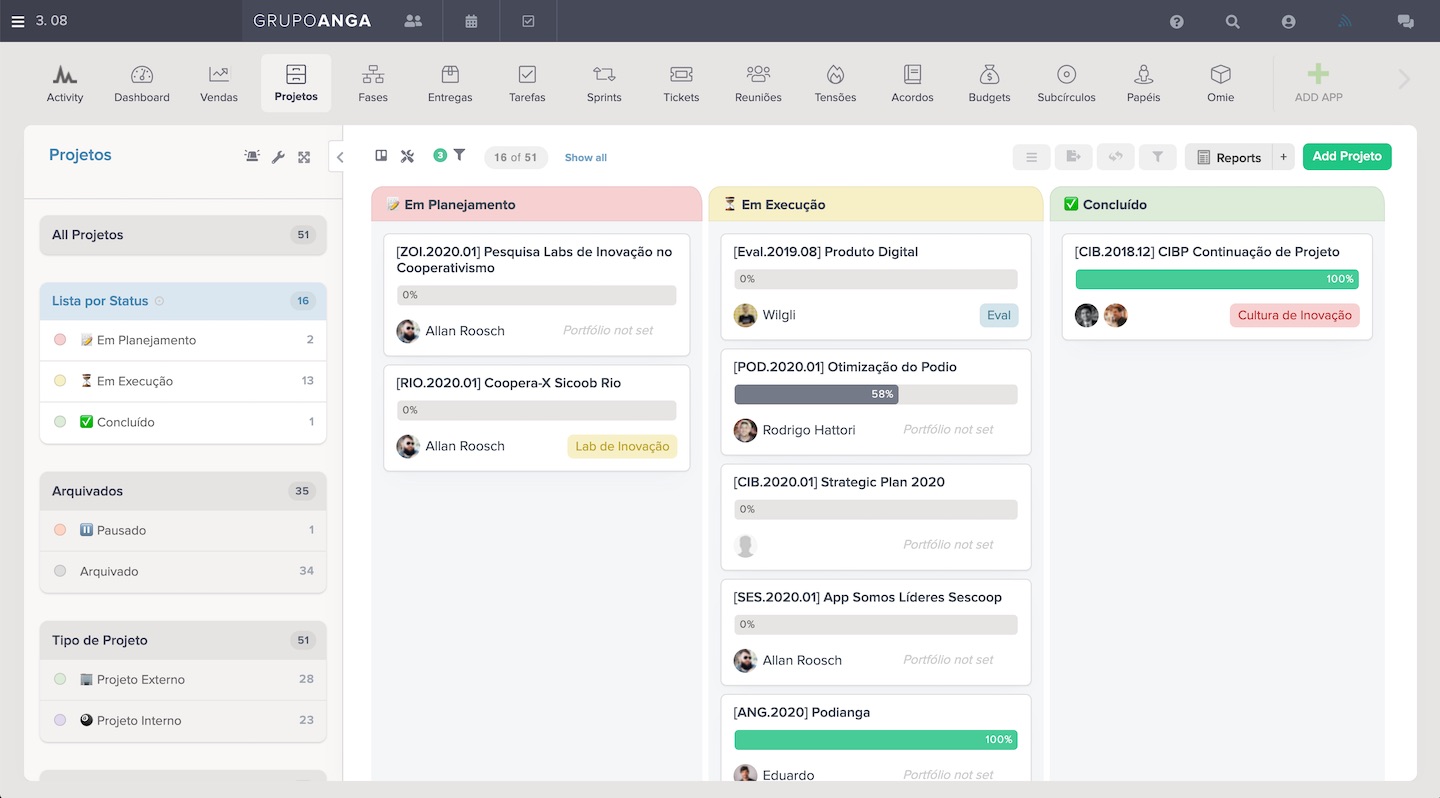 3. 08
GRUPOANGA
Activity
Dashboard
Vendas
Projetos
Fases
Entregas
Tarefas
Sprints
Tickets
Reuniões
Tensões
Acordos
Budgets
Subcírculos
Papéis
Omie
ADD APP
Projetos
3
16 of 51
Show all
Reports
+
Add Projeto
All Projetos 51
Lista por Status 16
Em Planejamento 2
Em Execução 13
Concluído 1
Arquivados 35
Pausado 1
Arquivado 34
Tipo de Projeto 51
Projeto Externo 28
Projeto Interno 23
Em Planejamento
[ZOI.2020.01] Pesquisa Labs de Inovação no
Cooperativismo
0%
Allan Roosch Portfólio not set
[RIO.2020.01] Coopera-X Sicoob Rio
0%
Allan Roosch Lab de Inovação
Em Execução
[Eval.2019.08] Produto Digital
0%
Wilgli Eval
[POD.2020.01] Otimização do Podio
58%
Rodrigo Hattori Portfólio not set
[CIB.2020.01] Strategic Plan 2020
0%
Portfólio not set
[SES.2020.01] App Somos Líderes Sescoop
0%
Allan Roosch Portfólio not set
[ANG.2020] Podianga
100%
Eduardo Portfólio not set
Concluído
[CIB.2018.12] CIBP Continuação de Projeto
100%
Cultura de Inovação